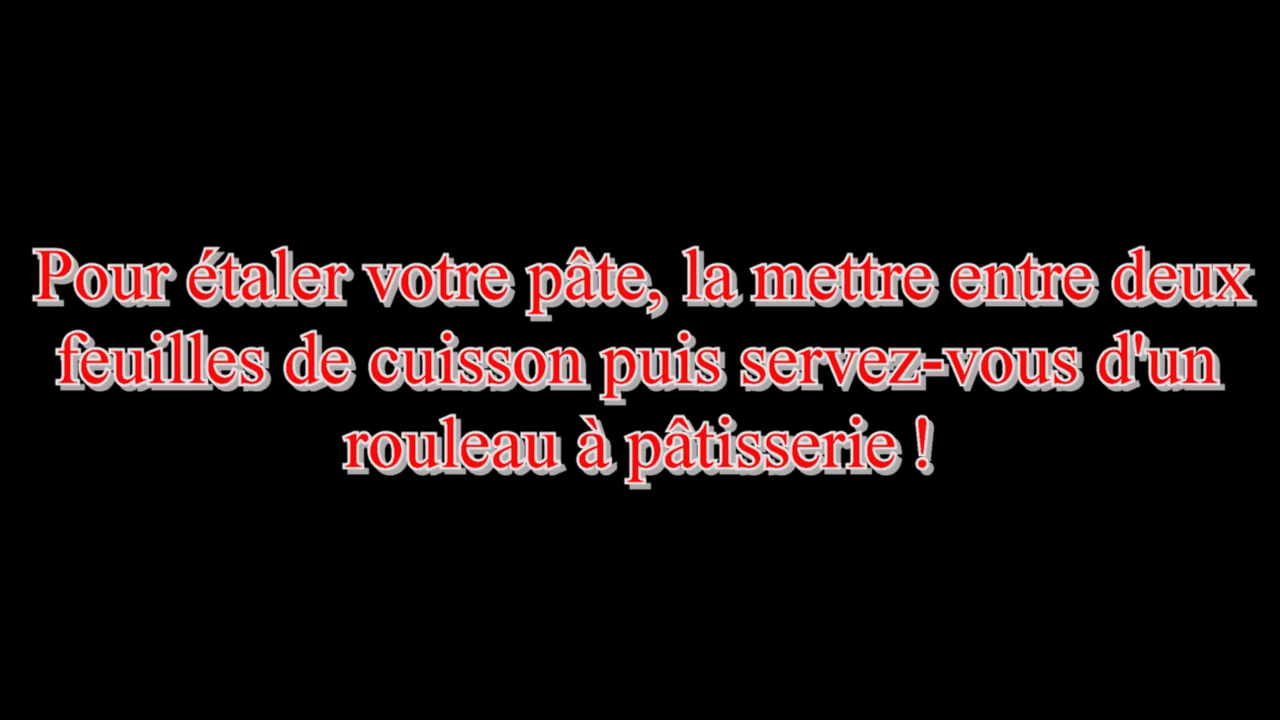 Pour étaler votre pâte, la mettre entre deux
feuilles de cuisson puis servez-vous d'un
rouleau à pâtisserie !